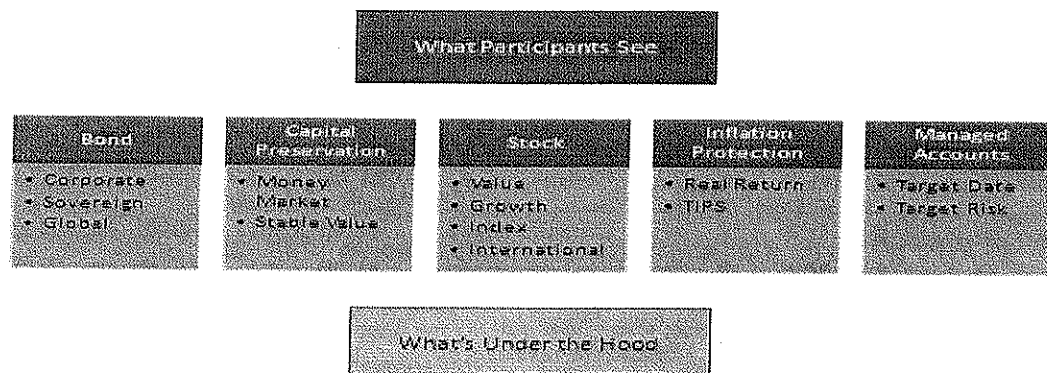 What Participants See
Bond
• Corporate
• Sovereign
• Global
Capital
Preservation
• Money
Market
• Stable Value
Stock
• Value
• Growth
• Index
• International
Inflation
Protection
• Real Return
• TIPS
Managed
Accounts
• Target Date
• Target Risk
What's Under the Hood